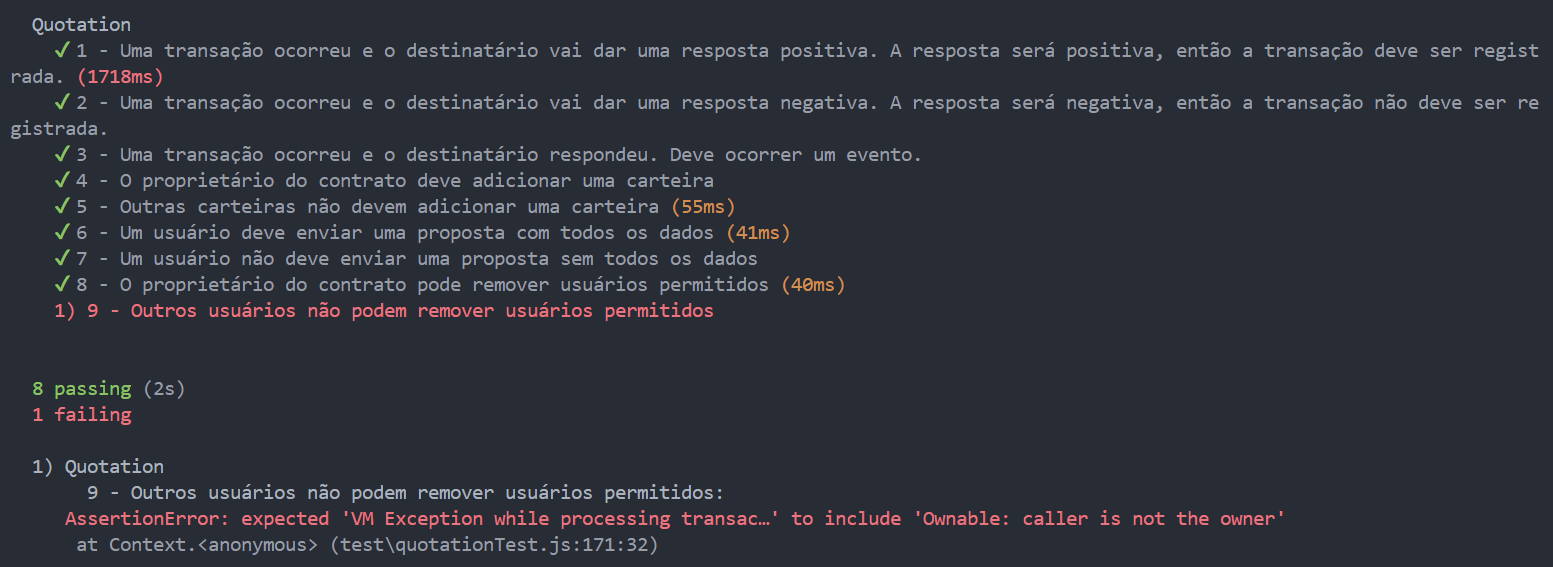 Quotation
✓ 1 - Uma transação ocorreu e o destinatário vai dar uma resposta positiva. A resposta será positiva, então a transação deve ser regist
rada. (1718ms)
✓ 2 - Uma transação ocorreu e o destinatário vai dar uma resposta negativa. A resposta será negativa, então a transação não deve ser re
gistrada.
✓ 3 - Uma transação ocorreu e o destinatário respondeu. Deve ocorrer um evento.
✓ 4 - O proprietário do contrato deve adicionar uma carteira
✓ 5 - Outras carteiras não devem adicionar uma carteira (55ms)
✓ 6 - Um usuário deve enviar uma proposta com todos os dados (41ms)
✓ 7 - Um usuário não deve enviar uma proposta sem todos os dados
✓ 8 - O proprietário do contrato pode remover usuários permitidos (40ms)
1) 9 - Outros usuários não podem remover usuários permitidos
8 passing (2s)
1 failing
1) Quotation
9 - Outros usuários não podem remover usuários permitidos:
AssertionError: expected 'VM Exception while processing transac…' to include 'Ownable: caller is not the owner'
at Context.<anonymous> (test\quotationTest.js:171:32)